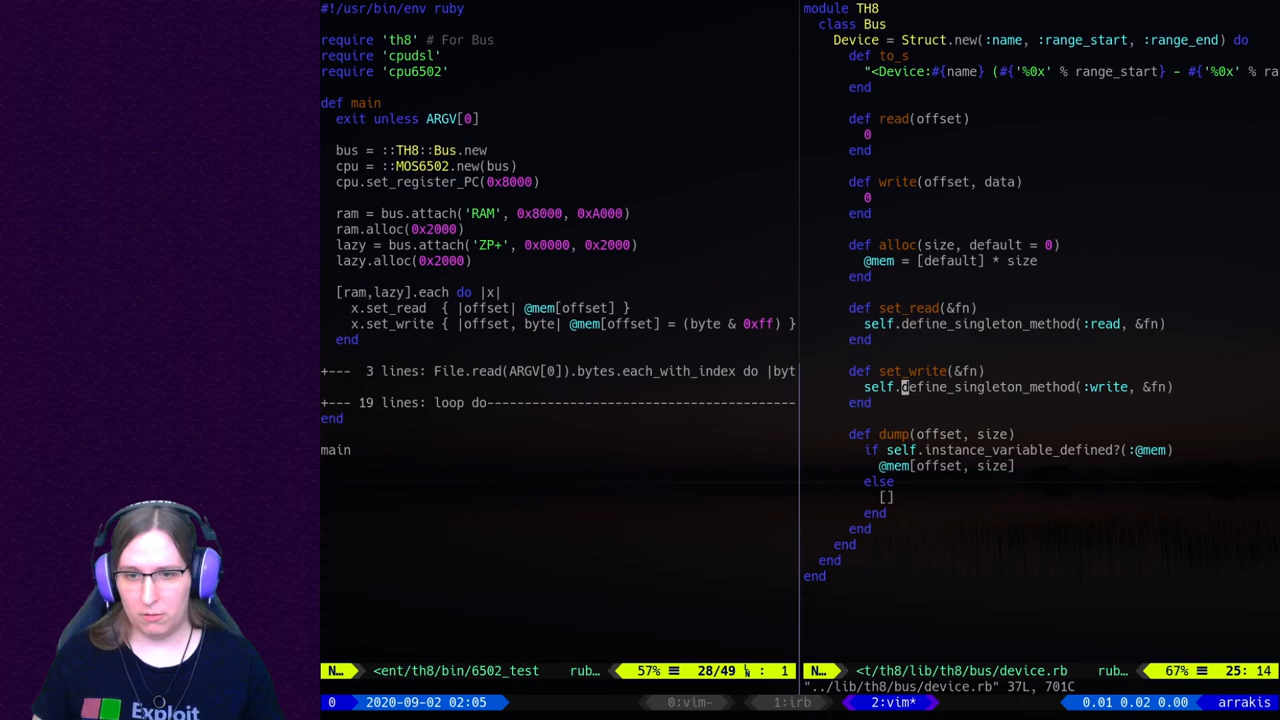 #!/usr/bin/env ruby
require 'th8' # For Bus
require 'cpudsl'
require 'cpu6502'
def main
exit unless ARGV[0]
bus = ::TH8::Bus.new
cpu = ::MOS6502.new(bus)
cpu.set_register_PC(0x8000)
ram = bus.attach('RAM', 0x8000, 0xA000)
ram.alloc(0x2000)
lazy = bus.attach('ZP+', 0x0000, 0x2000)
lazy.alloc(0x2000)
[ram,lazy].each do |x|
x.set_read  { |offset| @mem[offset] }
x.set_write { |offset, byte| @mem[offset] = (byte & 0xff) }
end
+---  3 lines: File.read(ARGV[0]).bytes.each_with_index do |byt
+--- 19 lines: loop do-----------------------------------------
end
main
N… <ent/th8/bin/6502_test rub… 57% ≡ 28/49 LN : 1
module TH8
class Bus
Device = Struct.new(:name, :range_start, :range_end) do
def to_s
"<Device:#{name} (#{'%0x' % range_start} - #{'%0x' % ra
end
def read(offset)
0
end
def write(offset, data)
0
end
def alloc(size, default = 0)
@mem = [default] * size
end
def set_read(&fn)
self.define_singleton_method(:read, &fn)
end
def set_write(&fn)
self.define_singleton_method(:write, &fn)
end
def dump(offset, size)
if self.instance_variable_defined?(:@mem)
@mem[offset, size]
else
[]
end
end
end
end
end
N… <t/th8/lib/th8/bus/device.rb rub… 67% ≡ 25: 14
"../lib/th8/bus/device.rb" 37L, 701C
0 2020-09-02 02:05 0:vim- 1:irb 2:vim* 0.01 0.02 0.00 arrakis
Exploit